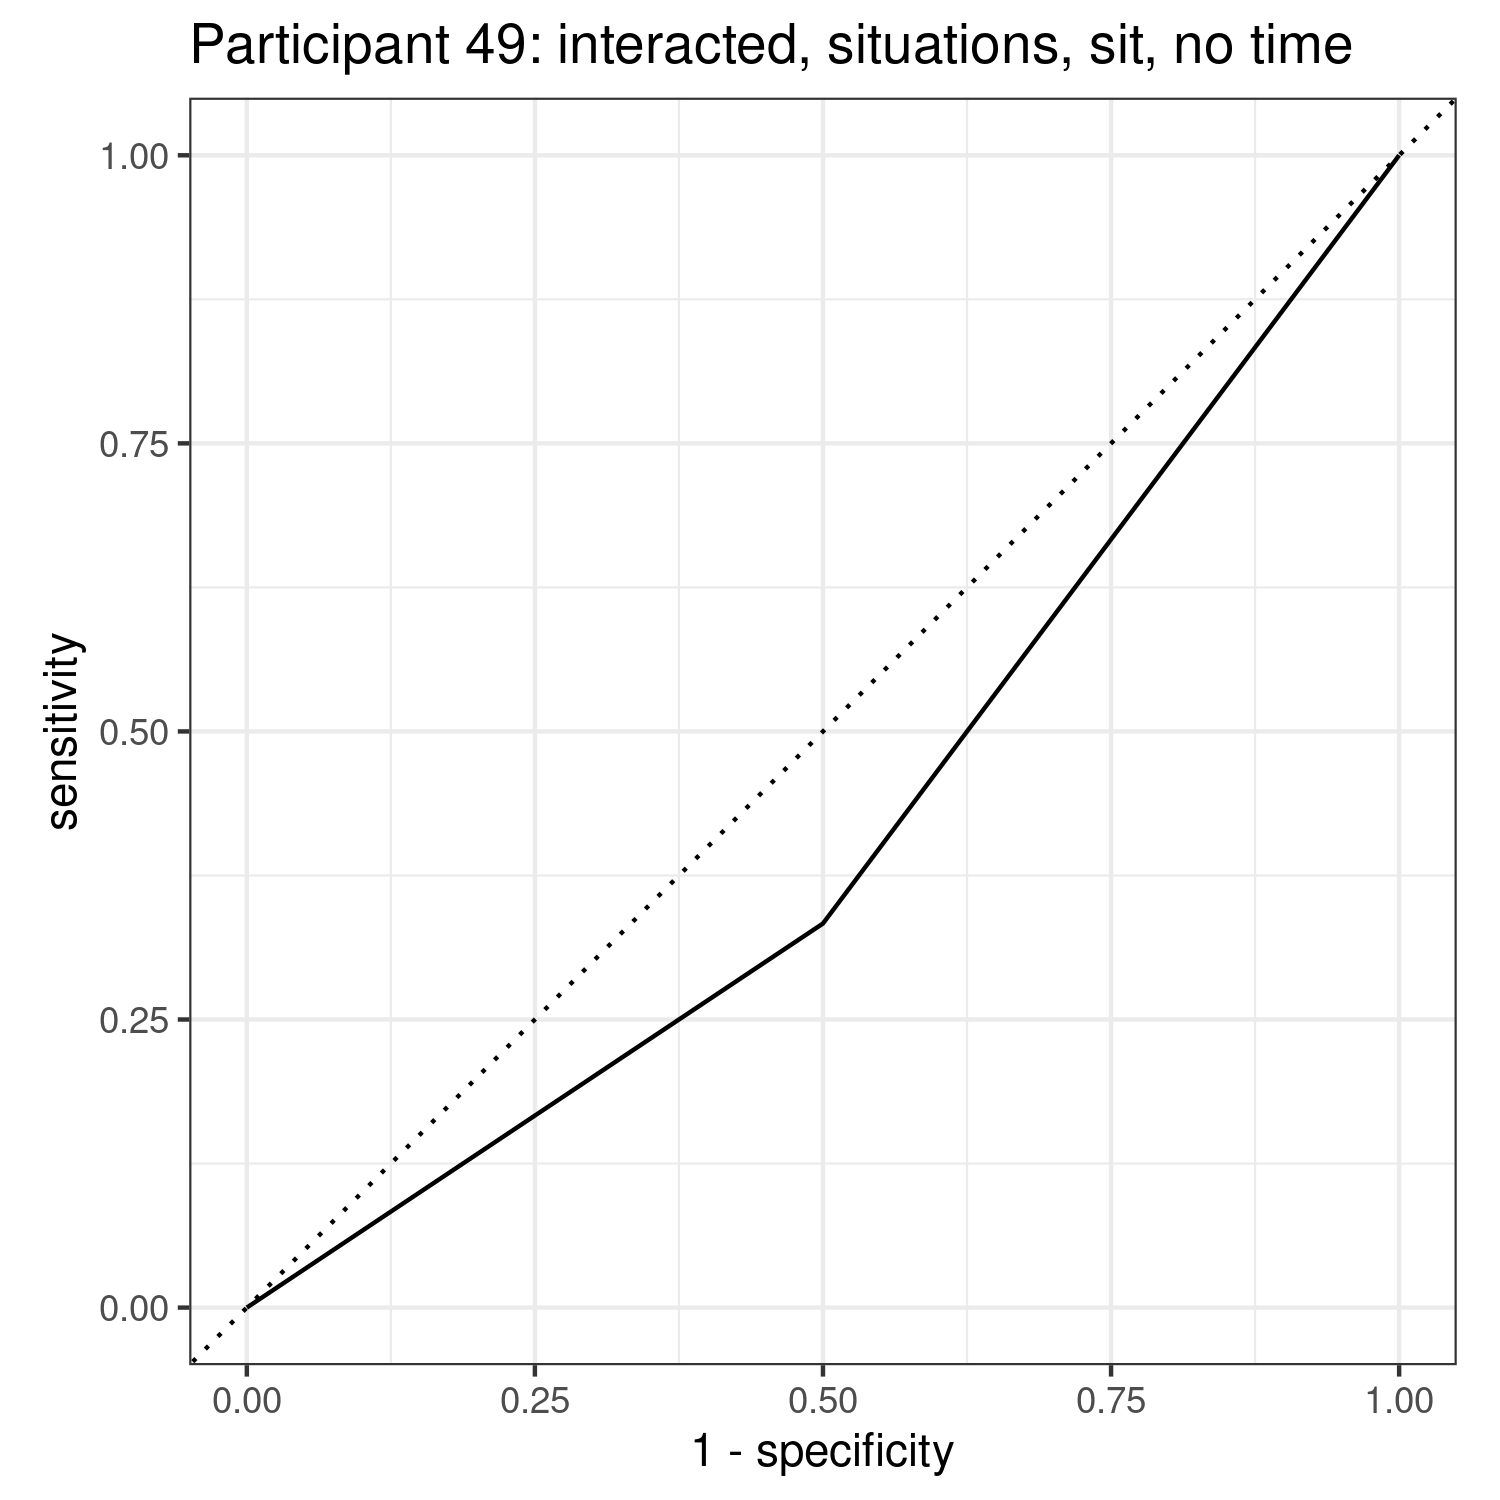 Participant 49: interacted, situations, sit, no time
1.00
0.75
0.50
0.25
0.00
sensitivity
0.00 0.25 0.50 0.75 1.00
1 - specificity